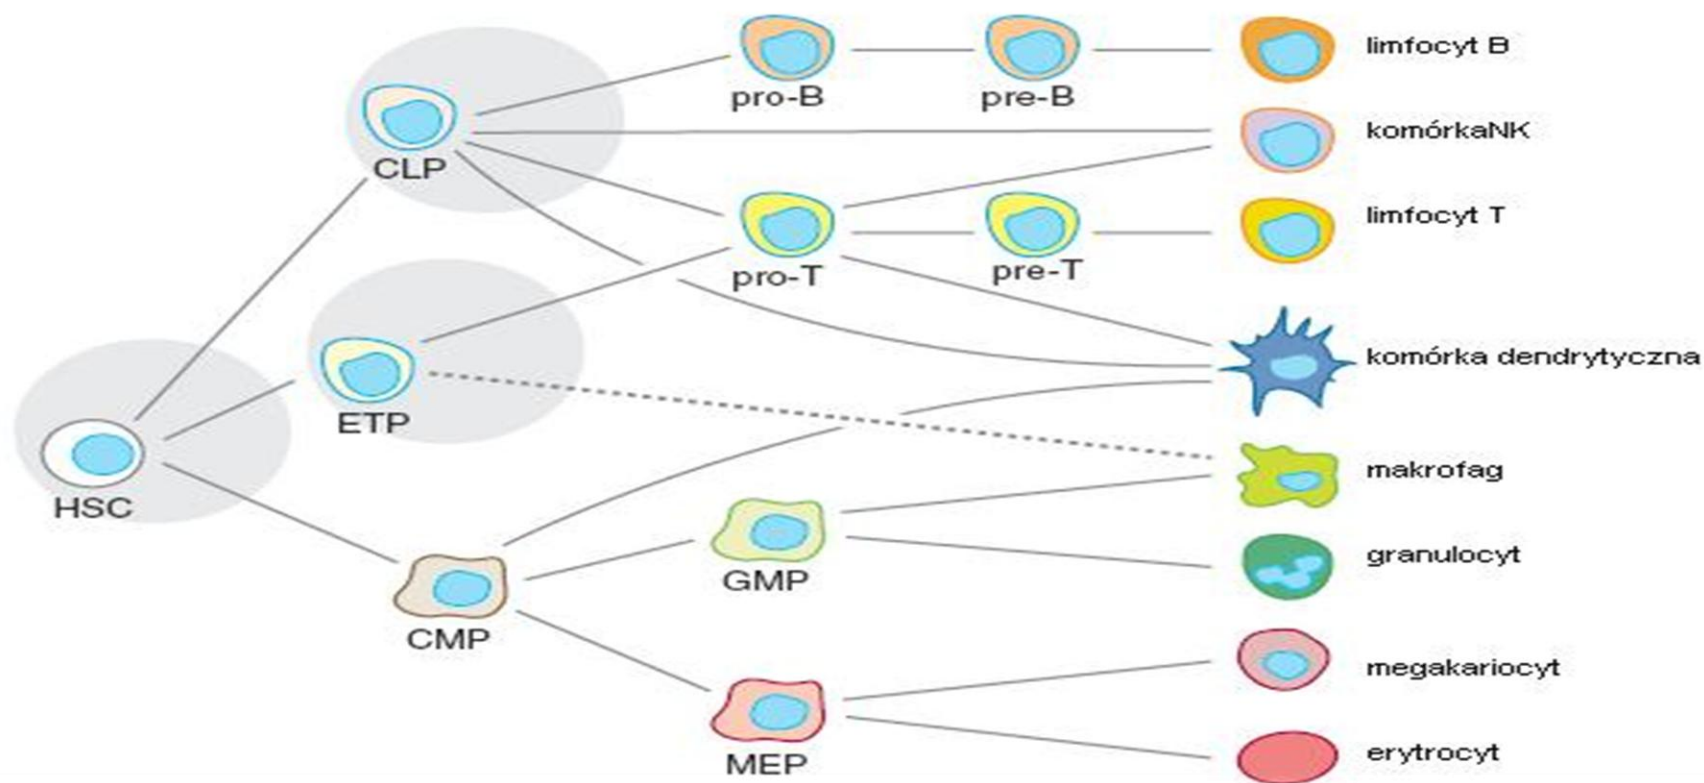 limfocyt B
pro-B
pre-B
komórkaNK
CLP
limfocyt T
pro-T
pre-T
komórka dendrytyczna
ETP
makrofag
HSC
granulocyt
GMP
CMP
megakariocyt
MEP
erytrocyt